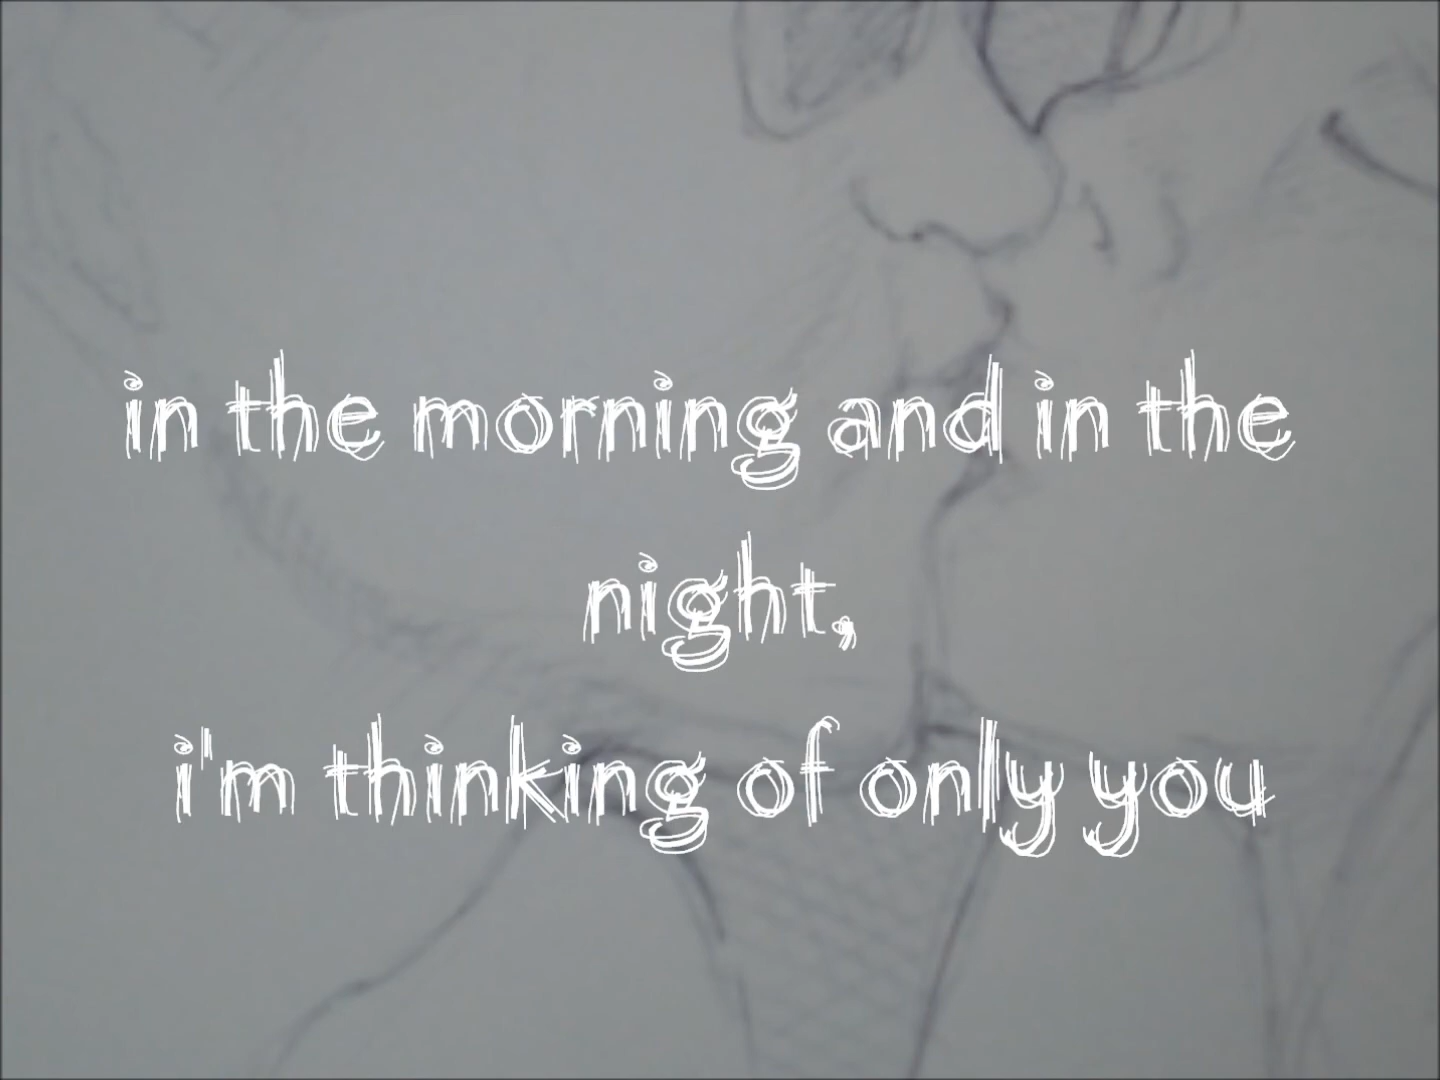 in the morning and in the
night,
i'm thinking of only you